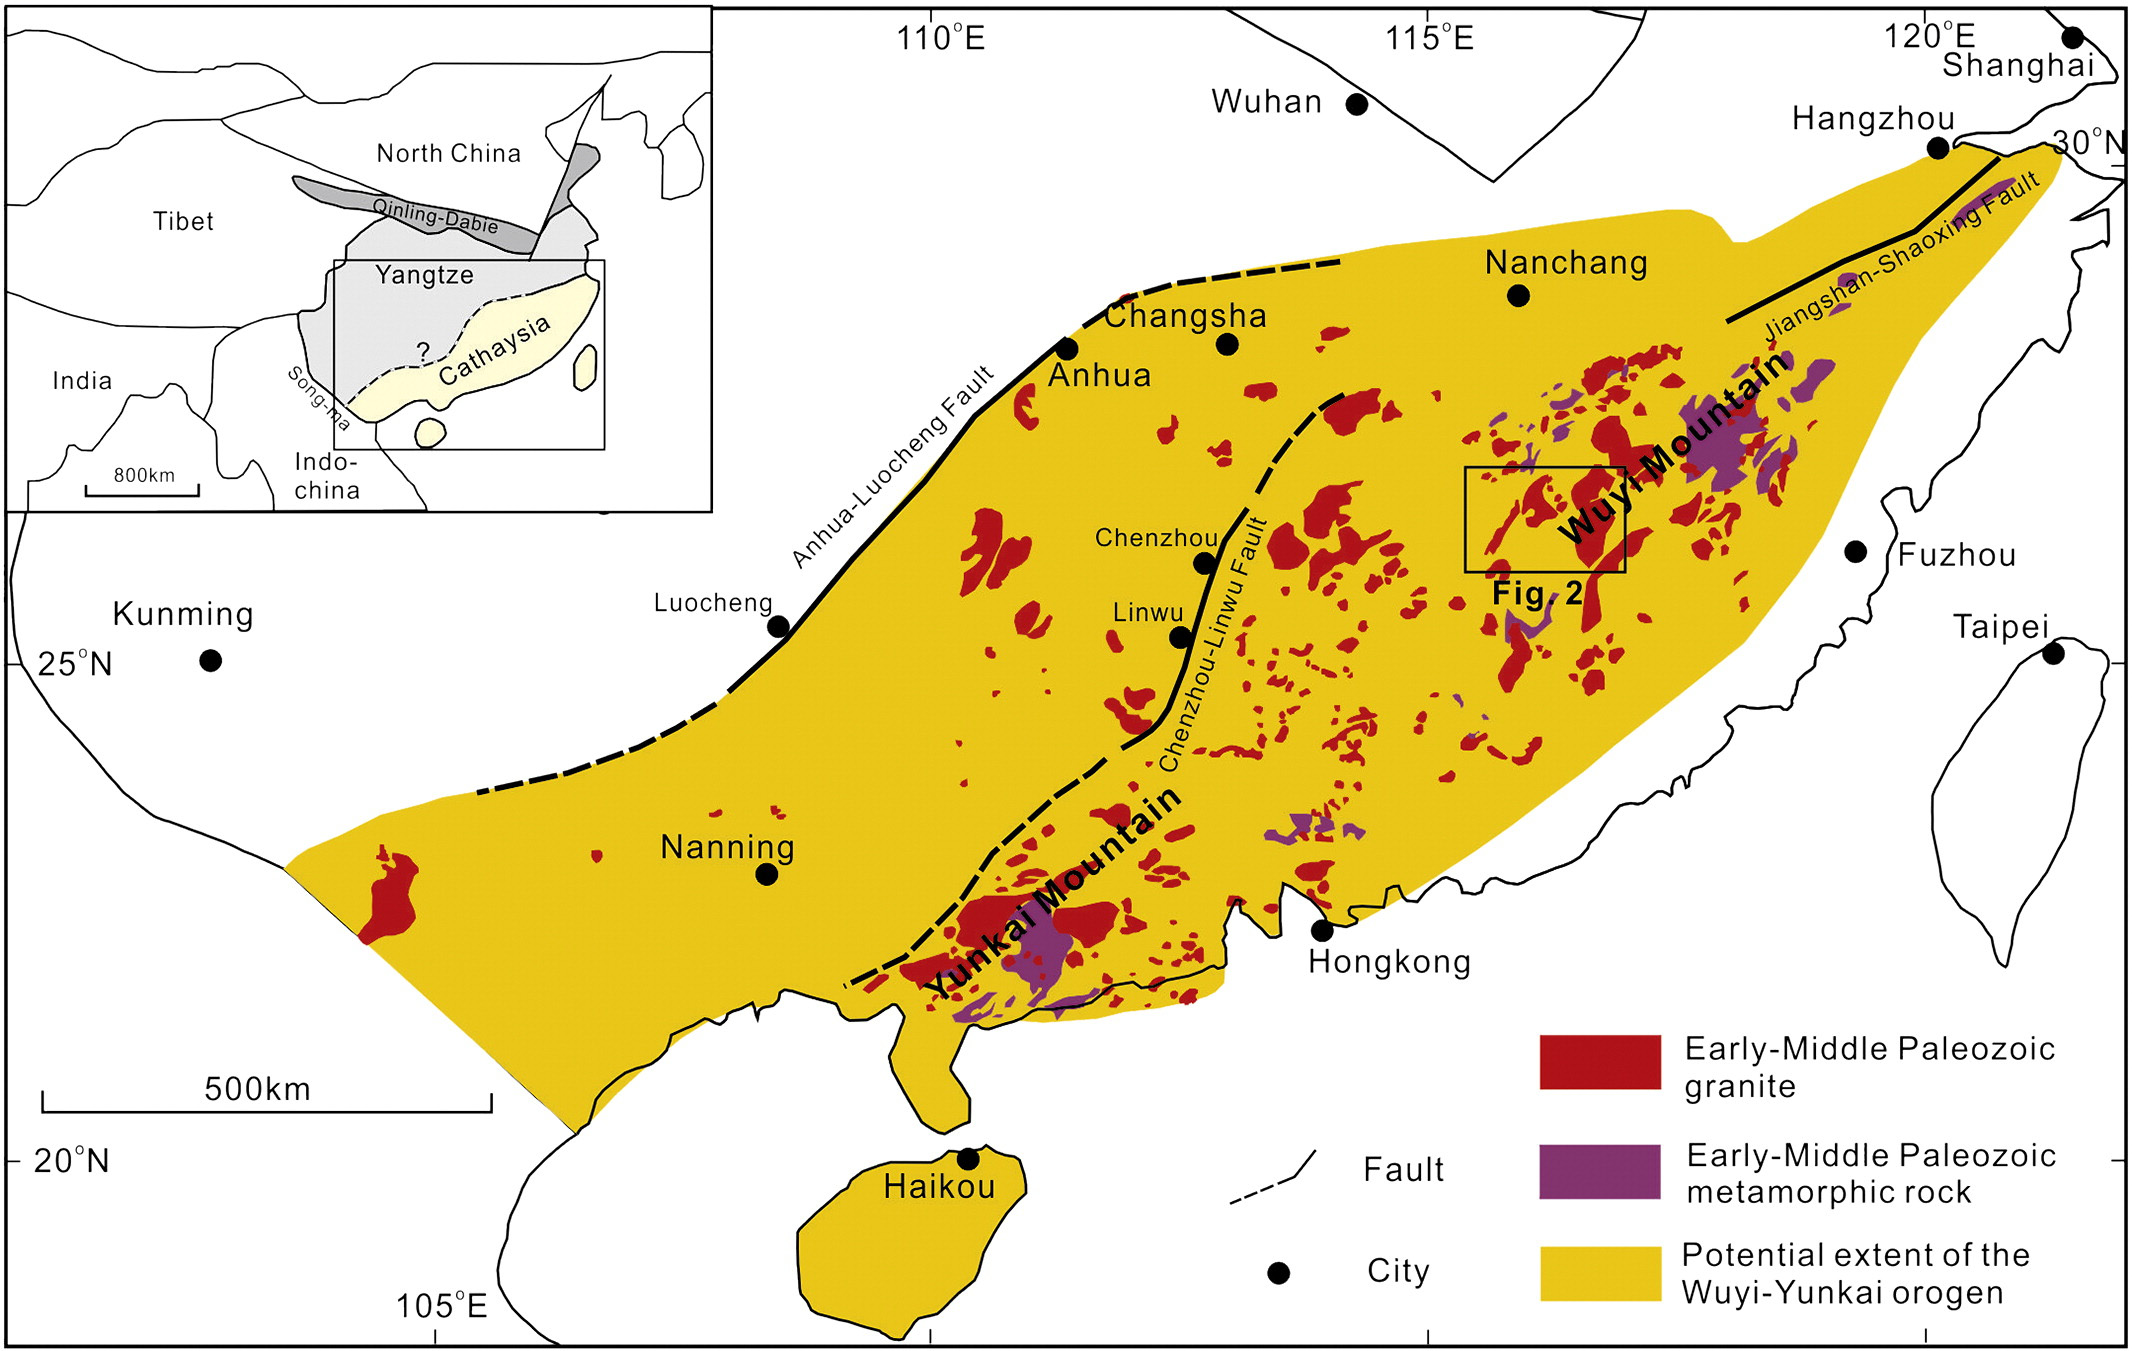 110°E
115°E
120°E
Shanghai
Wuhan
Hangzhou
30°N
North China
Qinling-Dabie
Tibet
Yangtze
Jiangshan-Shaoxing Fault
Nanchang
Changsha
Anhua
?
Cathaysia
India
Song-ma
Indo-
china
800km
Anhua-Luocheng Fault
Wuyi Mountain
Chenzhou
Chenzhou-Linwu Fault
Fuzhou
Fig. 2
Luocheng
Linwu
Kunming
Taipei
25°N
Yunkai Mountain
Nanning
Hongkong
500km
Early-Middle Paleozoic
granite
20°N
Haikou
Fault
Early-Middle Paleozoic
metamorphic rock
City
Potential extent of the
Wuyi-Yunkai orogen
105°E